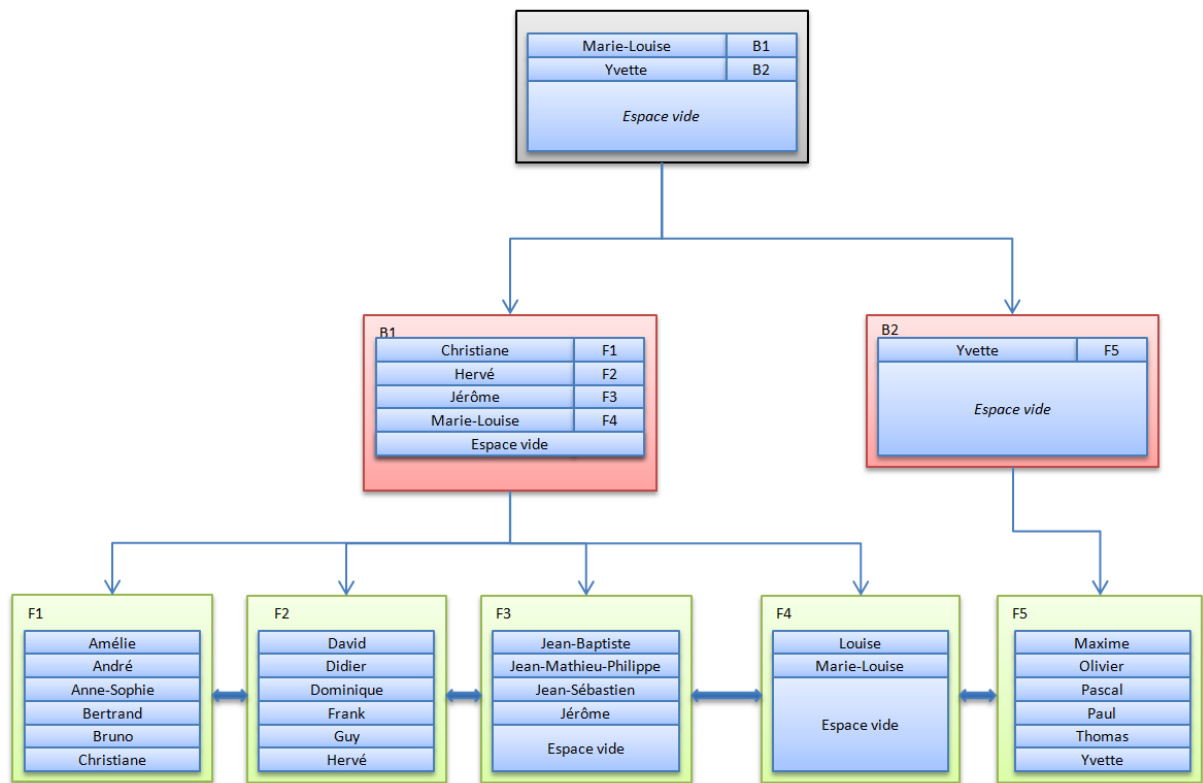 Marie-Louise B1
Yvette B2
Espace vide
B1
Christiane F1
Hervé F2
Jérôme F3
Marie-Louise F4
Espace vide
B2
Yvette F5
Espace vide
F1
Amélie
André
Anne-Sophie
Bertrand
Bruno
Christiane
F2
David
Didier
Dominique
Frank
Guy
Hervé
F3
Jean-Baptiste
Jean-Mathieu-Philippe
Jean-Sébastien
Jérôme
Espace vide
F4
Louise
Marie-Louise
Espace vide
F5
Maxime
Olivier
Pascal
Paul
Thomas
Yvette